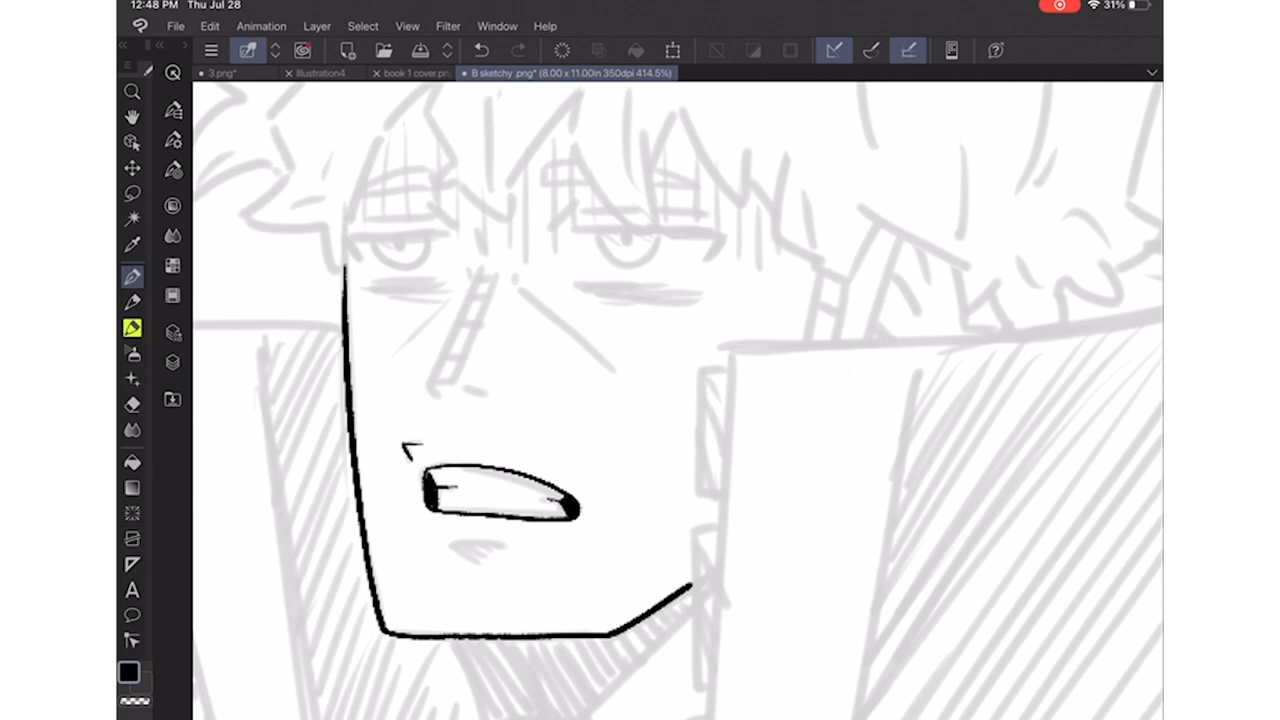 12:48 PM Thu Jul 28
31%
File Edit Animation Layer Select View Filter Window Help
3.png* Illustration4 book 1 cover.pn B sketchy .png* (8.00 x 11.00in 350dpi 414.5%)
A